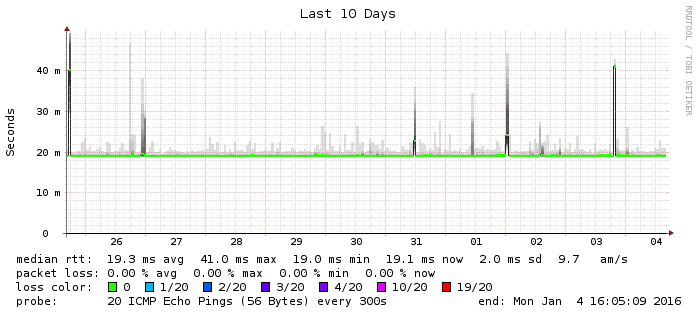 Last 10 Days
RRDTOOL / TOBI OETIKER
Seconds
40 m
30 m
20 m
10 m
0
26 27 28 29 30 31 01 02 03 04
median rtt: 19.3 ms avg 41.0 ms max 19.0 ms min 19.1 ms now 2.0 ms sd 9.7 am/s
packet loss: 0.00 % avg 0.00 % max 0.00 % min 0.00 % now
loss color: 0 1/20 2/20 3/20 4/20 10/20 19/20
probe: 20 ICMP Echo Pings (56 Bytes) every 300s end: Mon Jan 4 16:05:09 2016